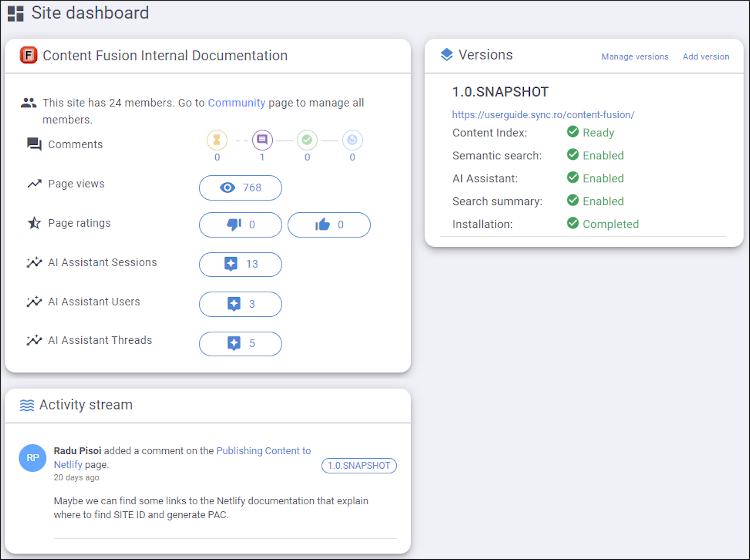 Site dashboard
F Content Fusion Internal Documentation
This site has 24 members. Go to Community page to manage all
members.
Comments
0 1 0 0
Page views 768
Page ratings 0 0
AI Assistant Sessions 13
AI Assistant Users 3
AI Assistant Threads 5
Versions Manage versions Add version
1.0.SNAPSHOT
https://userguide.sync.ro/content-fusion/
Content Index: Ready
Semantic search: Enabled
AI Assistant: Enabled
Search summary: Enabled
Installation: Completed
Activity stream
RP
Radu Pisoi added a comment on the Publishing Content to
Netlify page.
1.0.SNAPSHOT
20 days ago
Maybe we can find some links to the Netlify documentation that explain
where to find SITE ID and generate PAC.